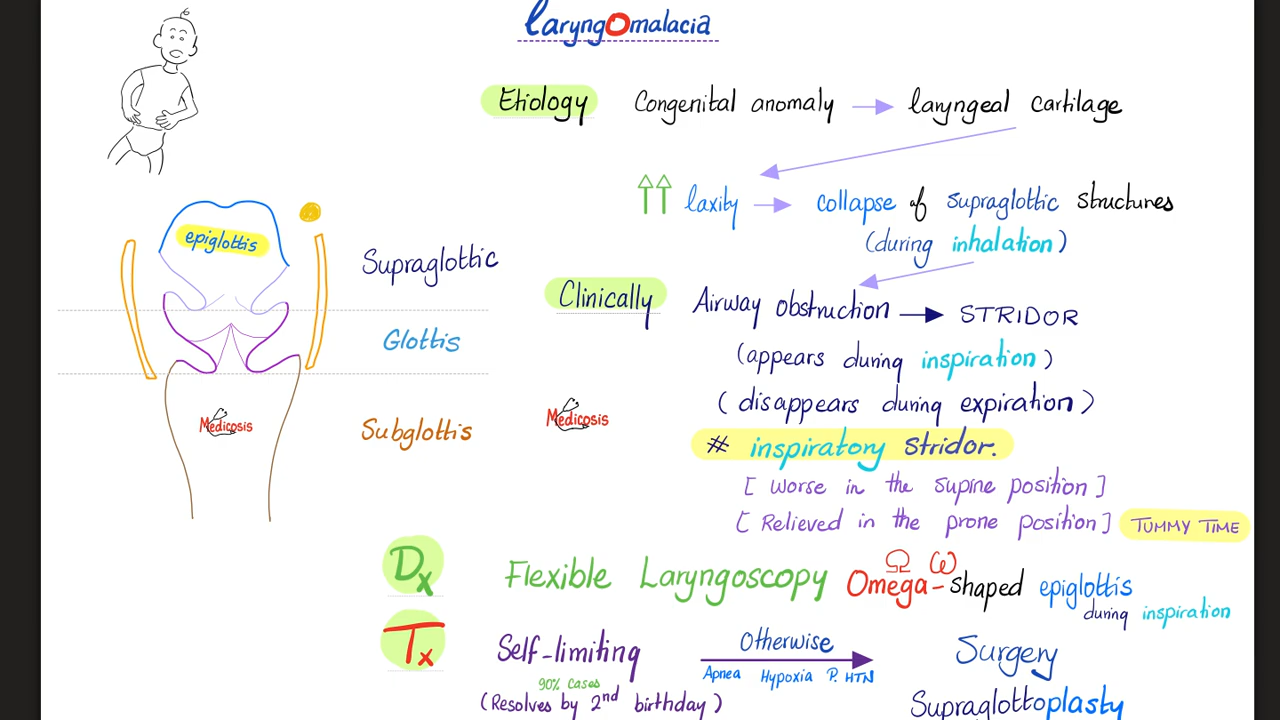 LaryngOmalacia
Etiology Congenital anomaly → laryngeal cartilage
↑↑ laxity → collapse of supraglottic structures
(during inhalation)
epiglottis
Supraglottic
Glottis
Subglottis
Medicosis
Medicosis
Clinically Airway obstruction → STRIDOR
(appears during inspiration)
(disappears during expiration)
# inspiratory stridor.
[Worse in the supine position]
[Relieved in the prone position] TUMMY TIME
Dx Flexible Laryngoscopy Omega-shaped epiglottis
Ω ω
during inspiration
Tx Self-limiting Otherwise Surgery
90% cases Apnea Hypoxia P. HTN
(Resolves by 2nd birthday) Supraglottoplasty